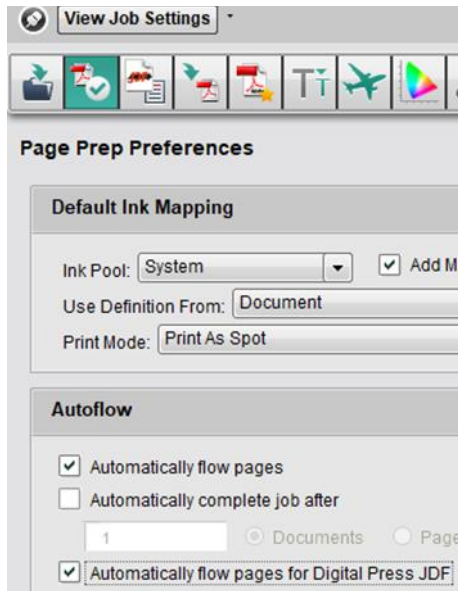 View Job Settings
Page Prep Preferences
Default Ink Mapping
Ink Pool: System Add M
Use Definition From: Document
Print Mode: Print As Spot
Autoflow
Automatically flow pages
Automatically complete job after
1 Documents Page
Automatically flow pages for Digital Press JDF